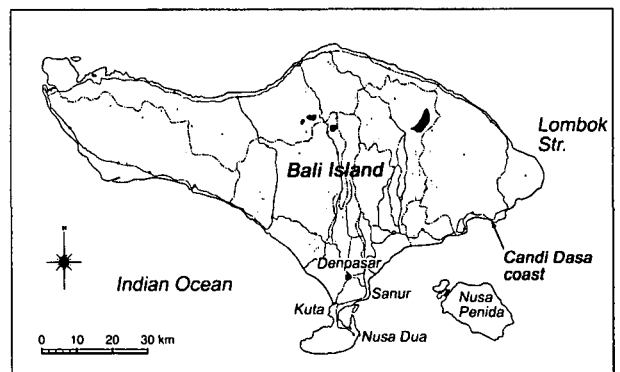 Lombok
Str.
Bali Island
Candi Dasa
coast
Denpasar
Indian Ocean
Sanur
Nusa
Penida
Kuta
Nusa Dua
0 10 20 30 km